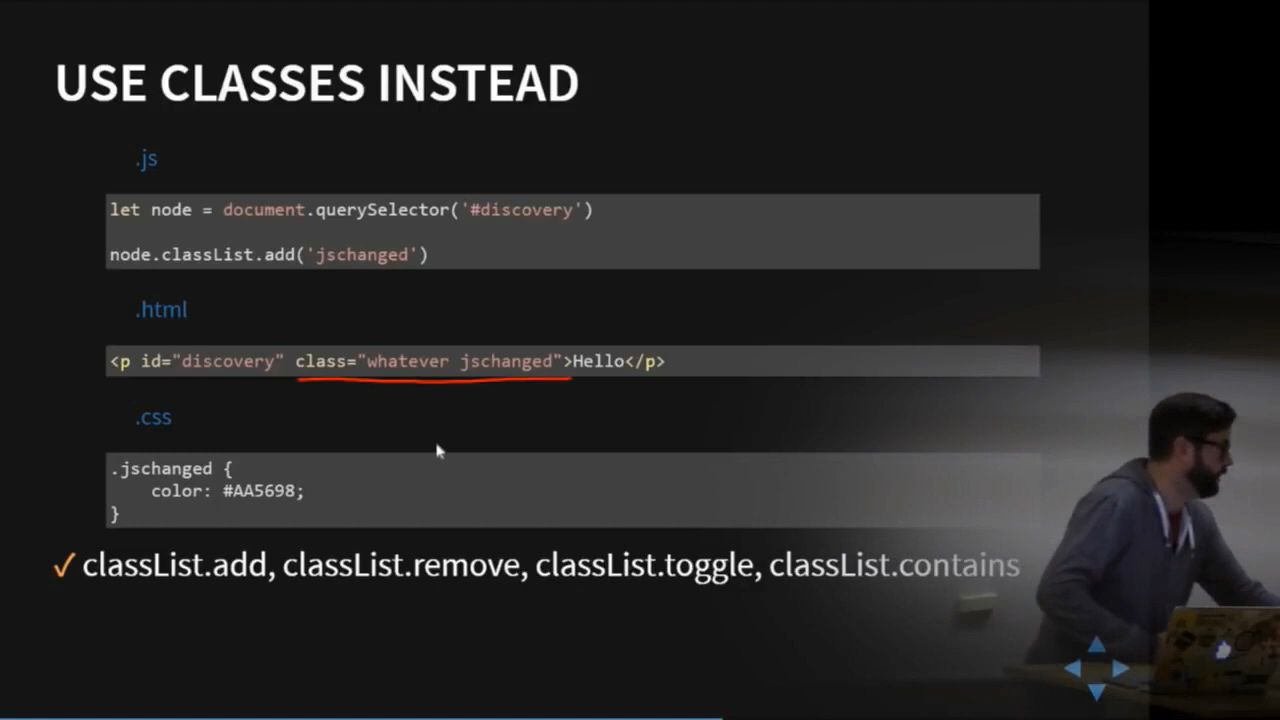 USE CLASSES INSTEAD
.js
let node = document.querySelector('#discovery')
node.classList.add('jschanged')
.html
<p id="discovery" class="whatever jschanged">Hello</p>
.css
.jschanged {
color: #AA5698;
}
✓ classList.add, classList.remove, classList.toggle, classList.contains